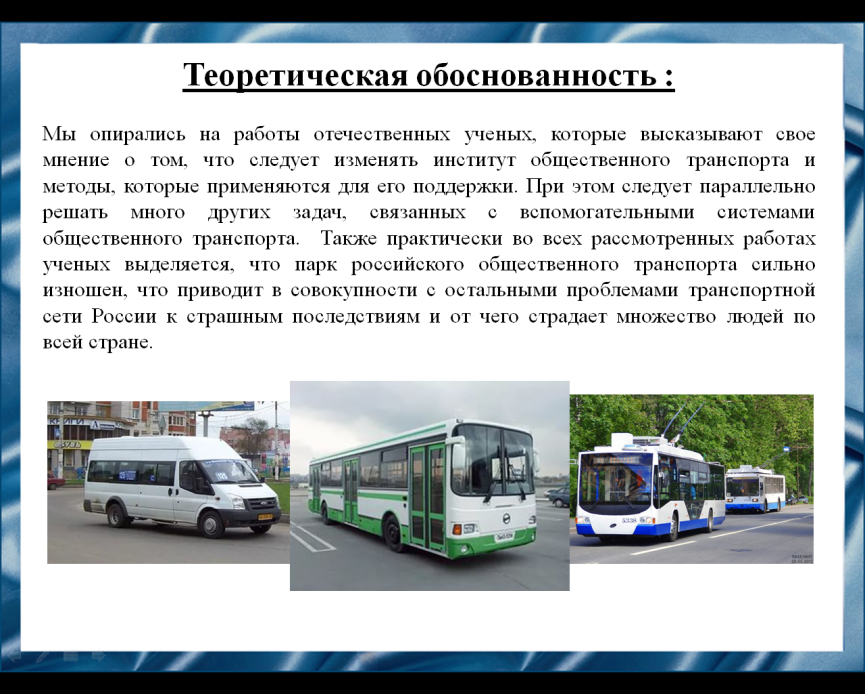 Теоретическая обоснованность :
Мы опирались на работы отечественных ученых, которые высказывают свое
мнение о том, что следует изменять институт общественного транспорта и
методы, которые применяются для его поддержки. При этом следует параллельно
решать много других задач, связанных с вспомогательными системами
общественного транспорта. Также практически во всех рассмотренных работах
ученых выделяется, что парк российского общественного транспорта сильно
изношен, что приводит в совокупности с остальными проблемами транспортной
сети России к страшным последствиям и от чего страдает множество людей по
всей стране.
5338